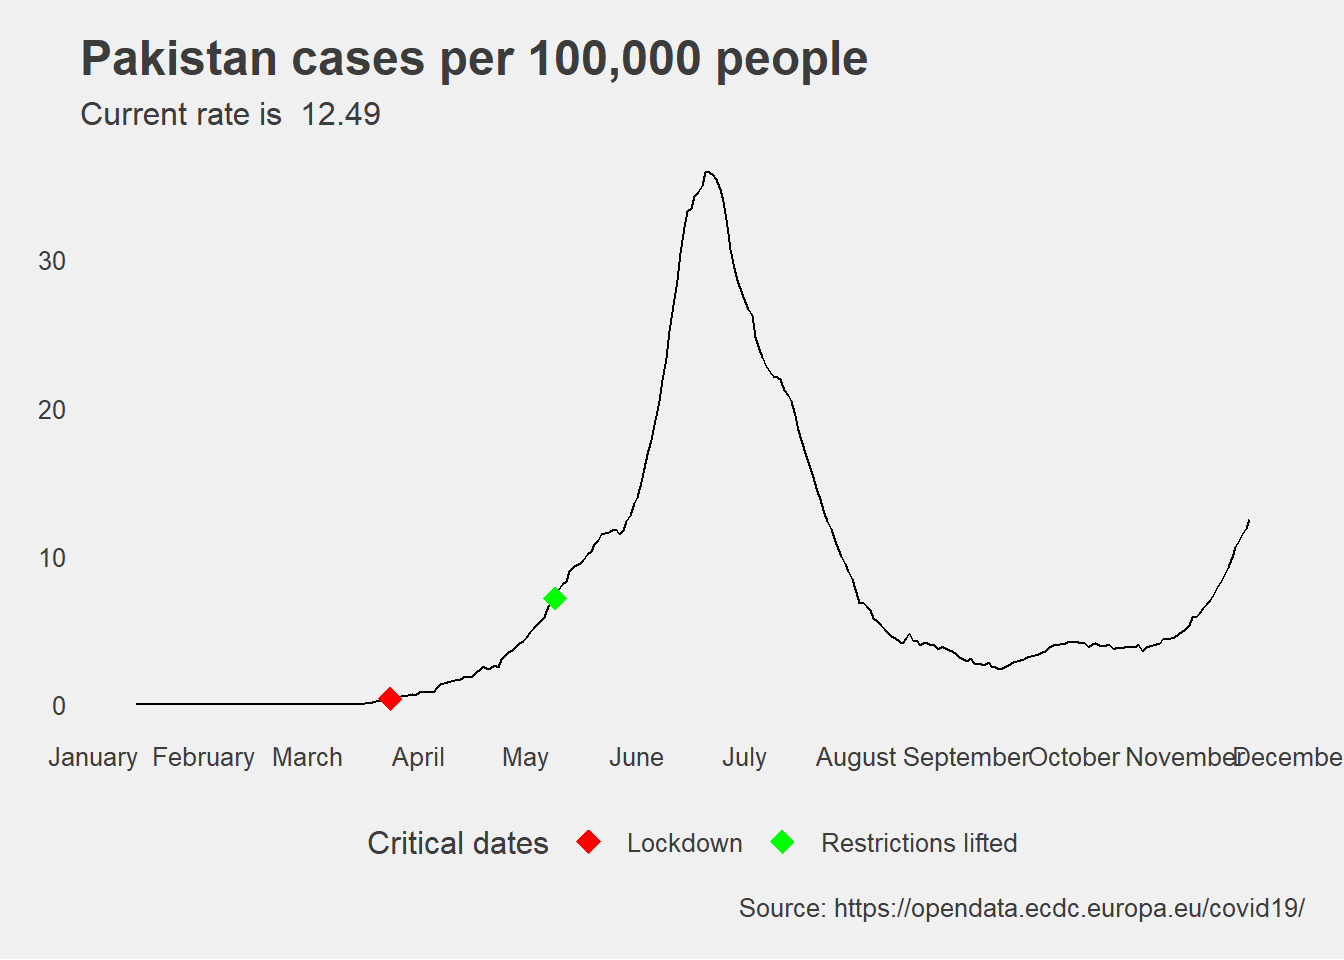 Pakistan cases per 100,000 people
Current rate is  12.49
30
20
10
0
January February March April May June July August September October November December
Critical dates Lockdown Restrictions lifted
Source: https://opendata.ecdc.europa.eu/covid19/